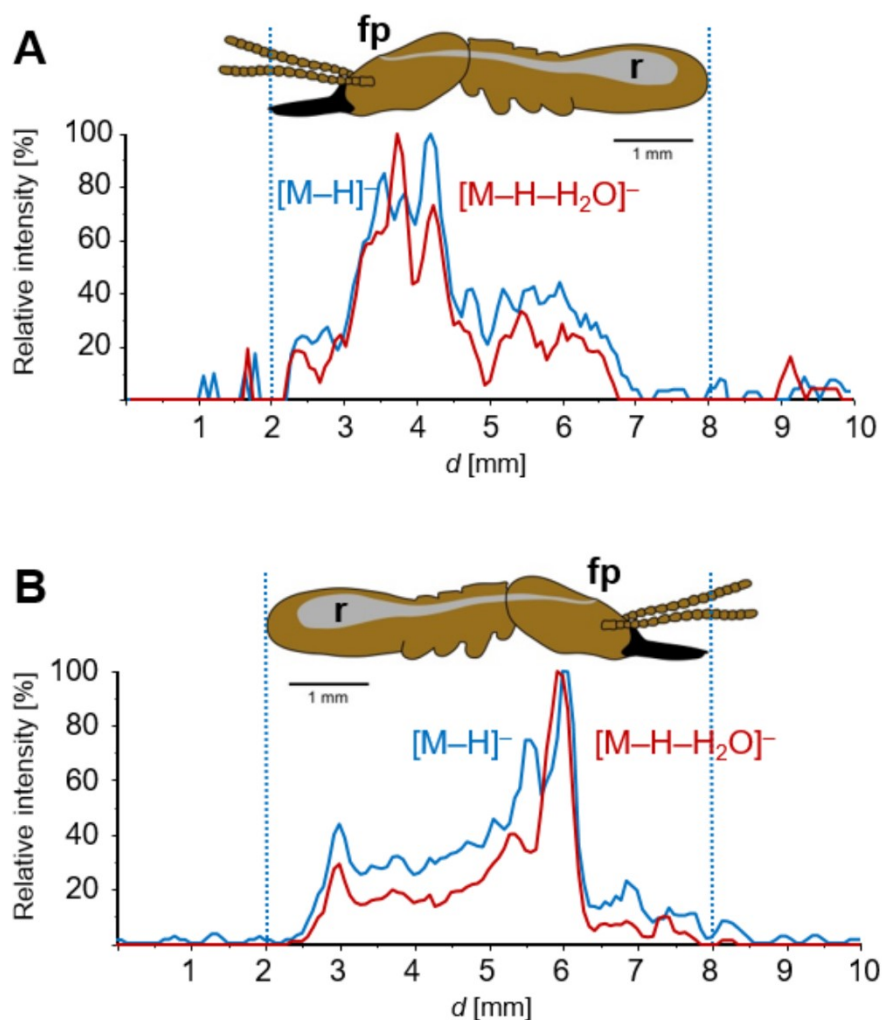 A
fp
r
1 mm
Relative intensity [%]
100
80
60
40
20
[M–H]⁻
[M–H–H₂O]⁻
1 2 3 4 5 6 7 8 9 10
d [mm]
B
fp
r
1 mm
Relative intensity [%]
100
80
60
40
20
[M–H]⁻
[M–H–H₂O]⁻
1 2 3 4 5 6 7 8 9 10
d [mm]